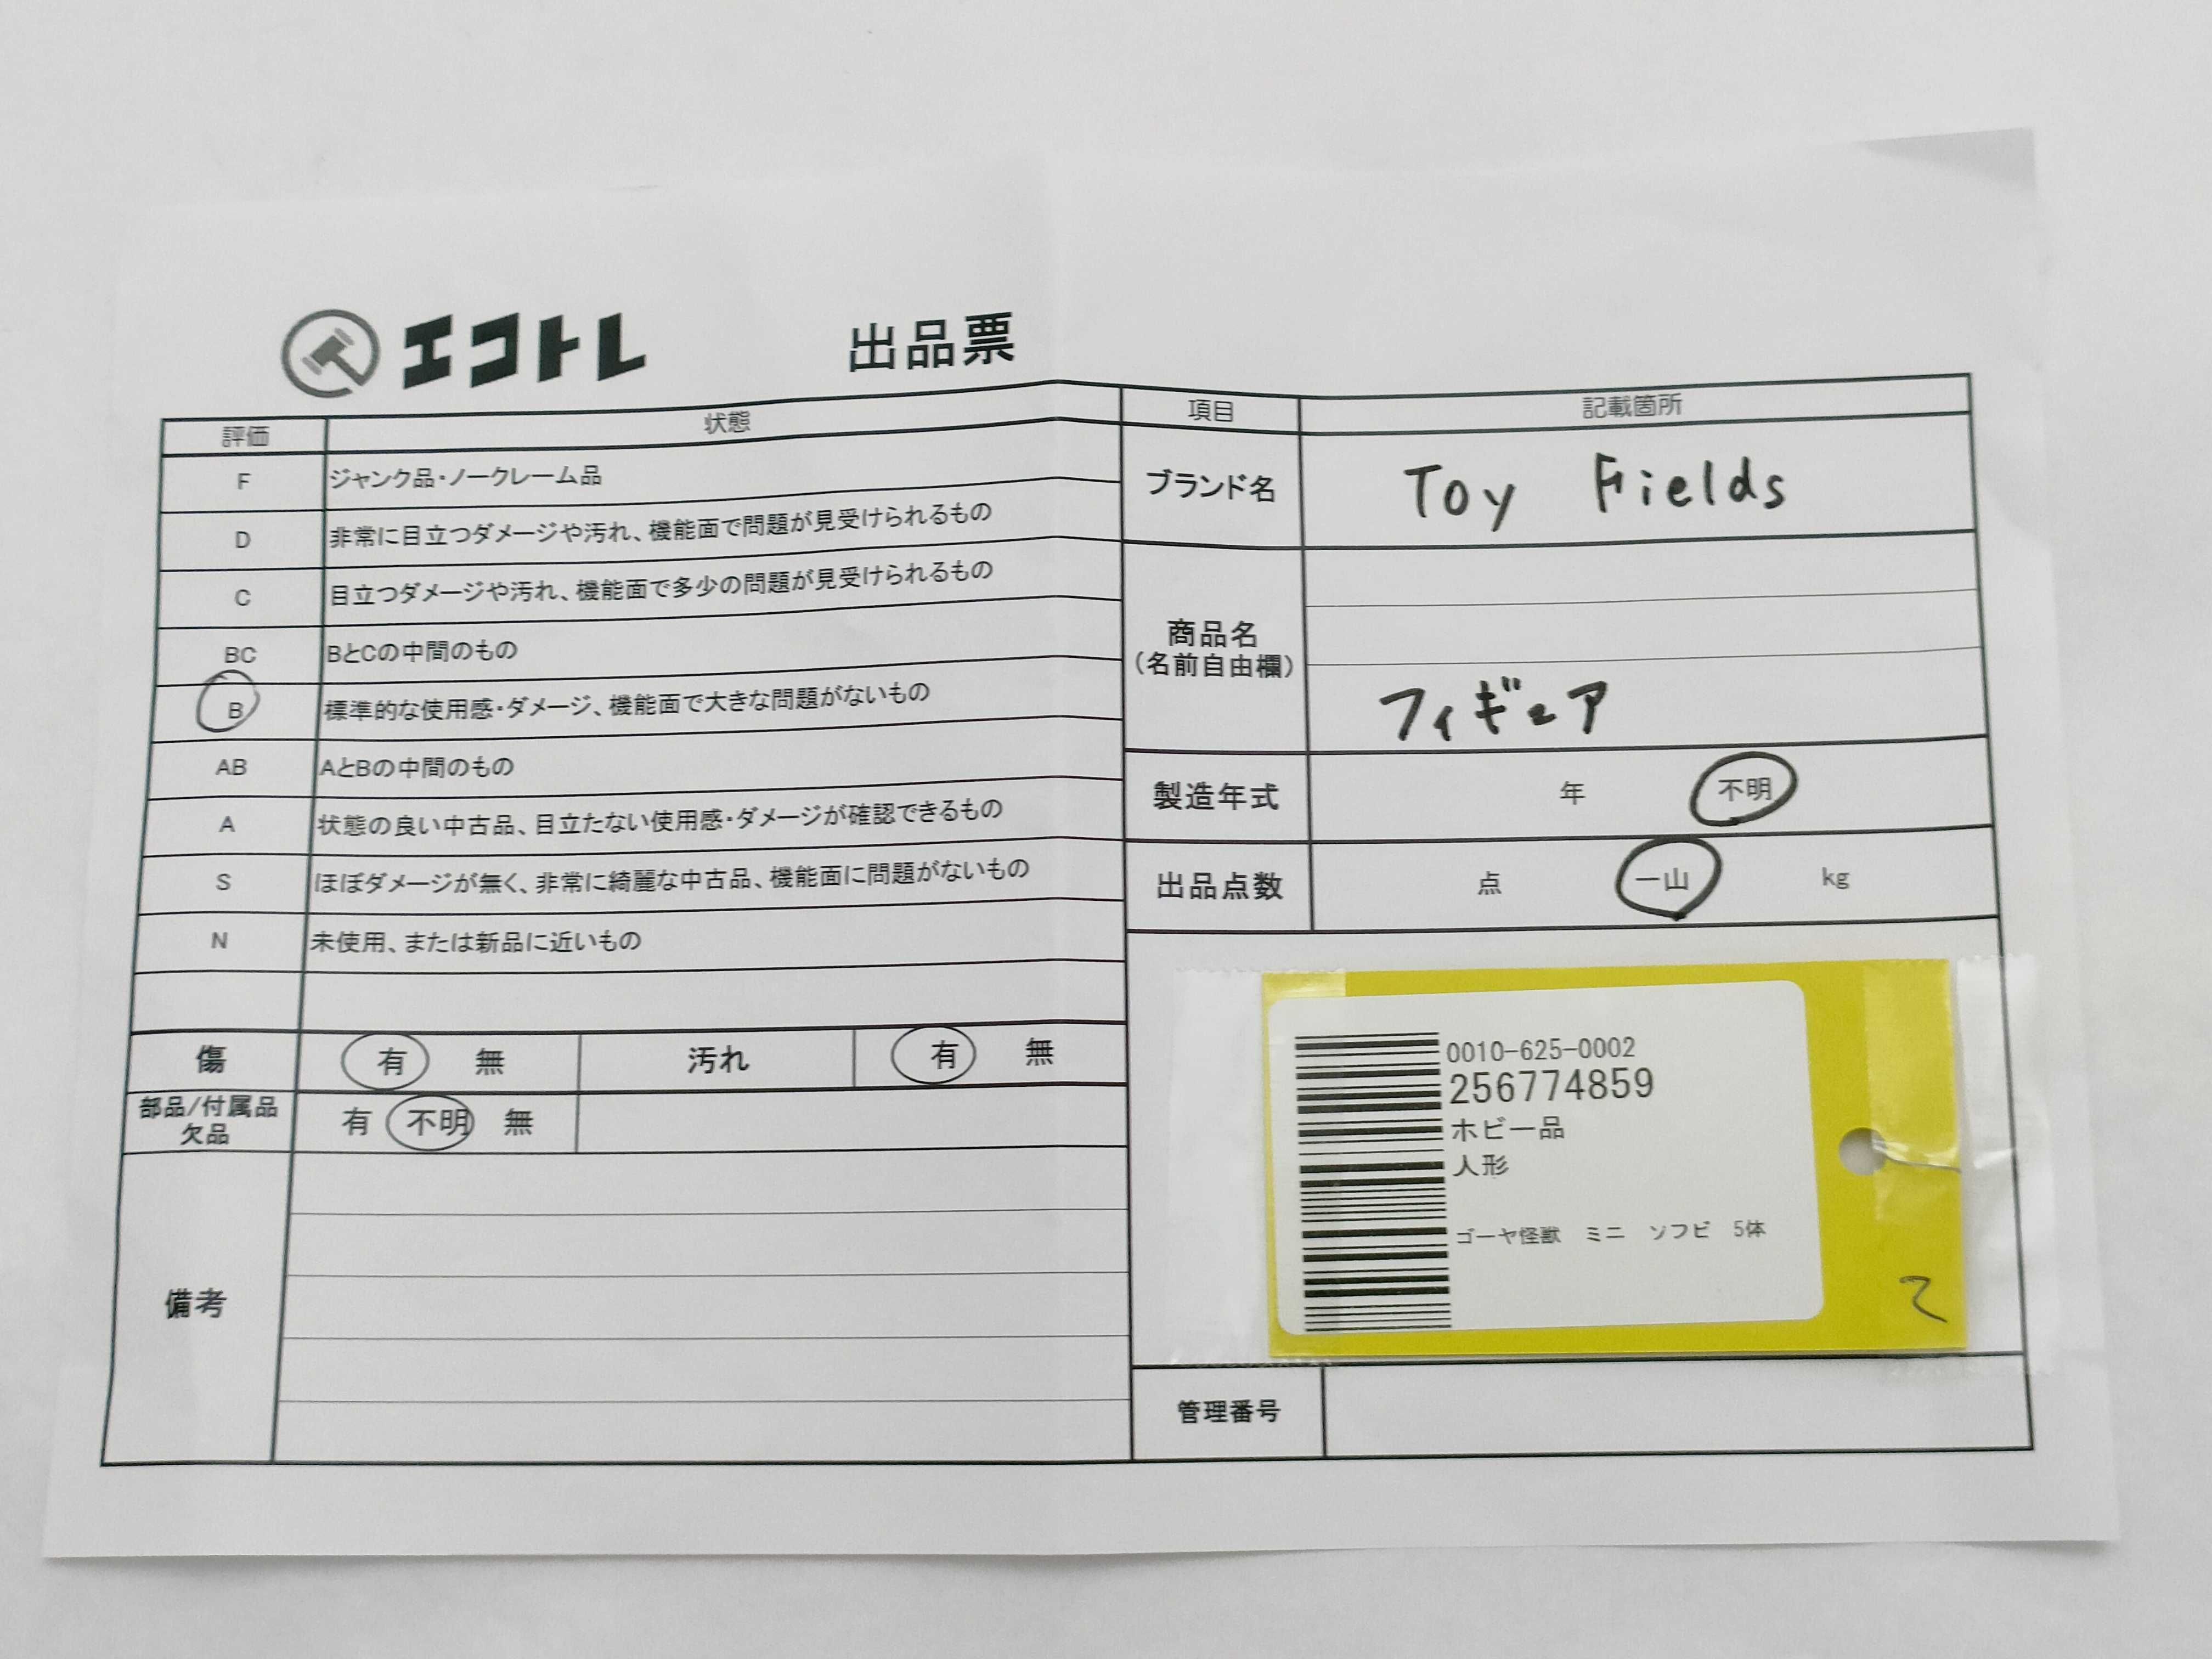 エコトレ 出品票
評価 状態
F ジャンク品・ノークレーム品
D 非常に目立つダメージや汚れ、機能面で問題が見受けられるもの
C 目立つダメージや汚れ、機能面で多少の問題が見受けられるもの
BC BとCの中間のもの
B 標準的な使用感・ダメージ、機能面で大きな問題がないもの
AB AとBの中間のもの
A 状態の良い中古品、目立たない使用感・ダメージが確認できるもの
S ほぼダメージが無く、非常に綺麗な中古品、機能面に問題がないもの
N 未使用、または新品に近いもの
傷 有 無 汚れ 有 無
部品/付属品
欠品
有 不明 無
備考
項目 記載箇所
ブランド名 Toy Fields
商品名
(名前自由欄)
フィギュア
製造年式 年 不明
出品点数 点 一山 kg
0010-625-0002
256774859
ホビー品
人形
ゴーヤ怪獣 ミニ ソフビ 5体
管理番号